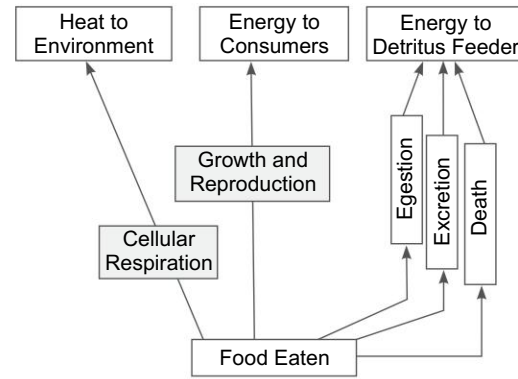 Heat to
Environment
Energy to
Consumers
Energy to
Detritus Feeder
Growth and
Reproduction
Cellular
Respiration
Egestion
Excretion
Death
Food Eaten